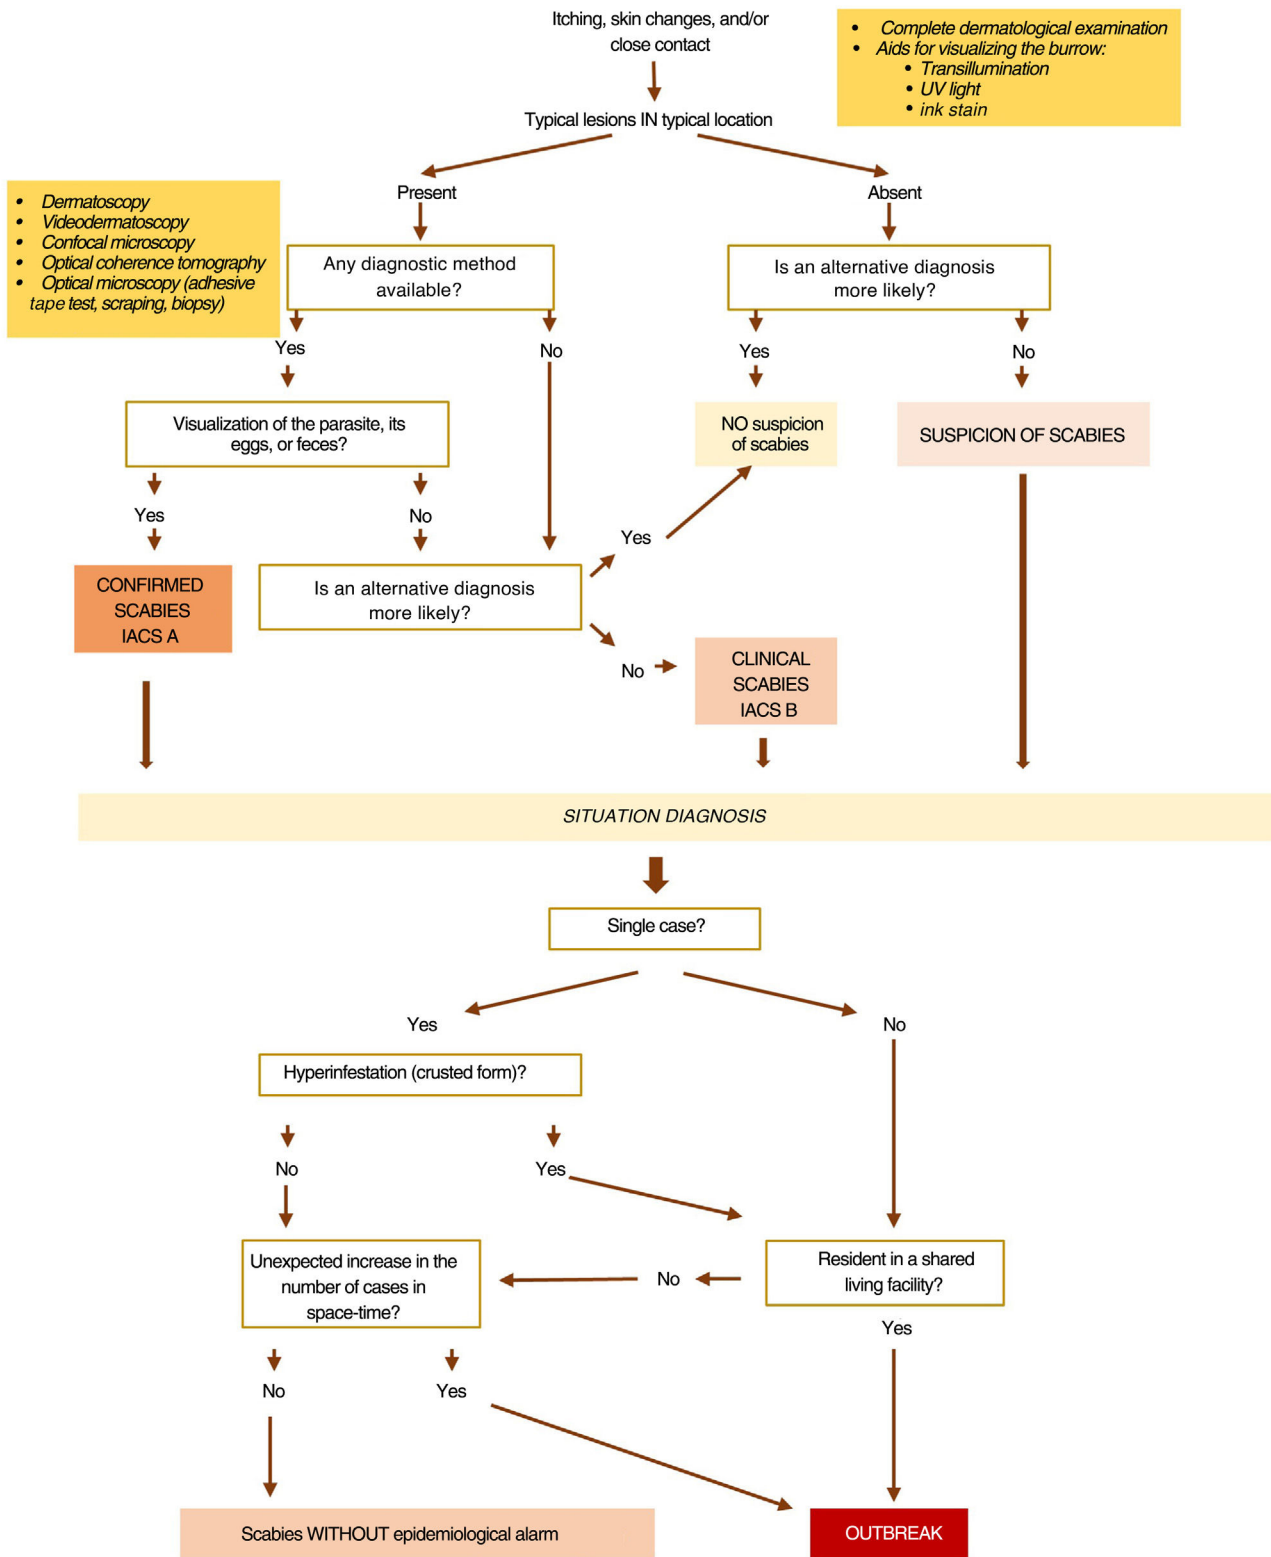 Itching, skin changes, and/or
close contact
• Complete dermatological examination
• Aids for visualizing the burrow:
• Transillumination
• UV light
• ink stain
Typical lesions IN typical location
Present
Absent
• Dermatoscopy
• Videodermatoscopy
• Confocal microscopy
• Optical coherence tomography
• Optical microscopy (adhesive
tape test, scraping, biopsy)
Any diagnostic method
available?
Is an alternative diagnosis
more likely?
Yes
No
Yes
No
Visualization of the parasite, its
eggs, or feces?
NO suspicion
of scabies
SUSPICION OF SCABIES
Yes
No
Yes
CONFIRMED
SCABIES
IACS A
Is an alternative diagnosis
more likely?
No
CLINICAL
SCABIES
IACS B
SITUATION DIAGNOSIS
Single case?
Yes
No
Hyperinfestation (crusted form)?
No
Yes
Unexpected increase in the
number of cases in
space-time?
No
Resident in a shared
living facility?
Yes
No
Yes
Scabies WITHOUT epidemiological alarm
OUTBREAK